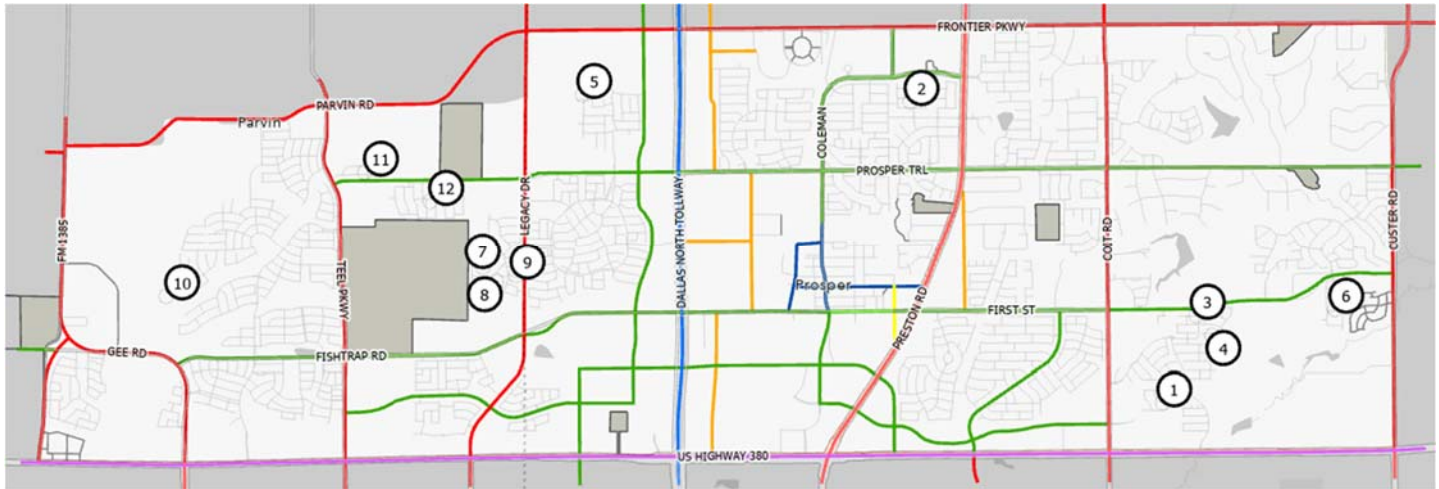 FRONTIER PKWY
5
2
PARVIN RD
Parvin
COLEMAN
11
PROSPER TRL
12
LEGACY DR
DALLAS NORTH TOLLWAY
FM 1385
TEEL PKWY
7
9
COIT RD
CUSTER RD
10
8
Prosper
PRESTON RD
FIRST ST
3
6
GEE RD
FISHTRAP RD
4
1
US HIGHWAY 380